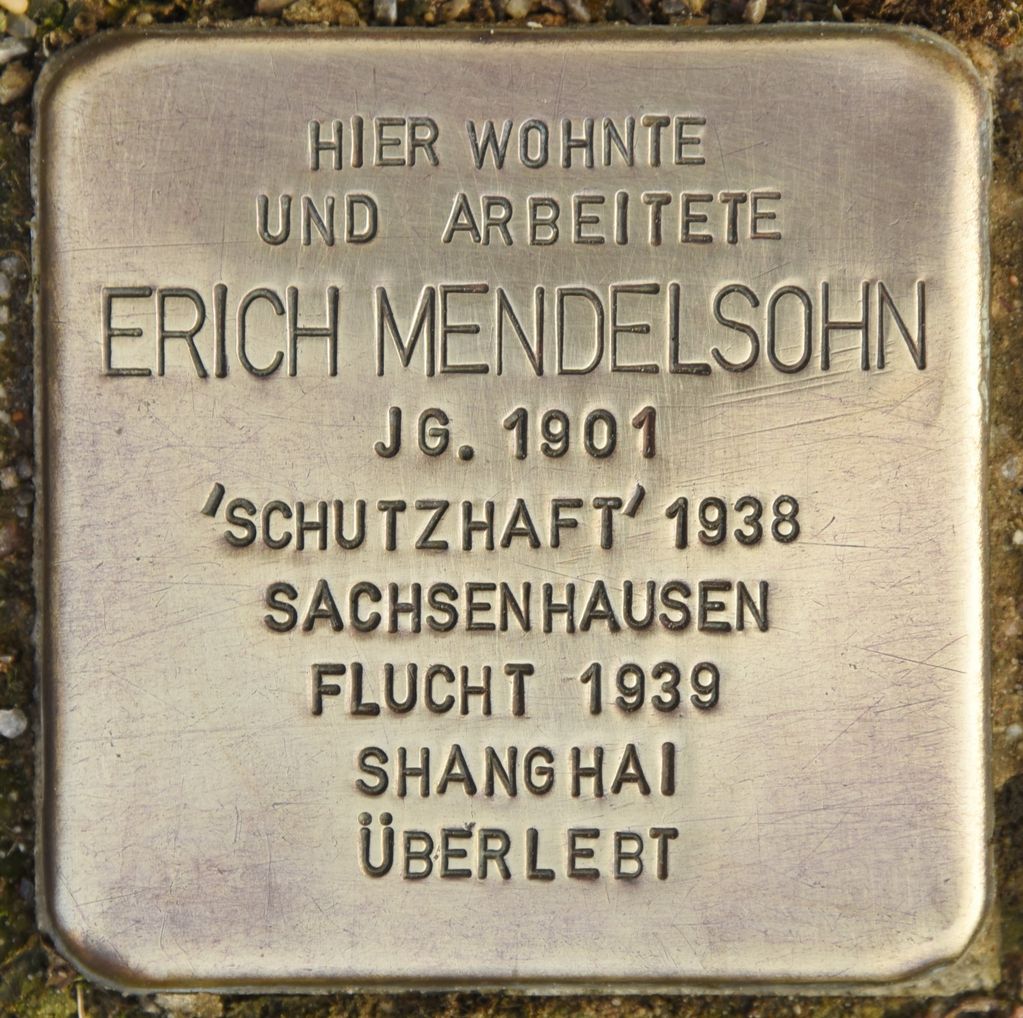 HIER WOHNTE
UND ARBEITETE
ERICH MENDELSOHN
JG. 1901
'SCHUTZHAFT' 1938
SACHSENHAUSEN
FLUCHT 1939
SHANGHAI
ÜBERLEBT